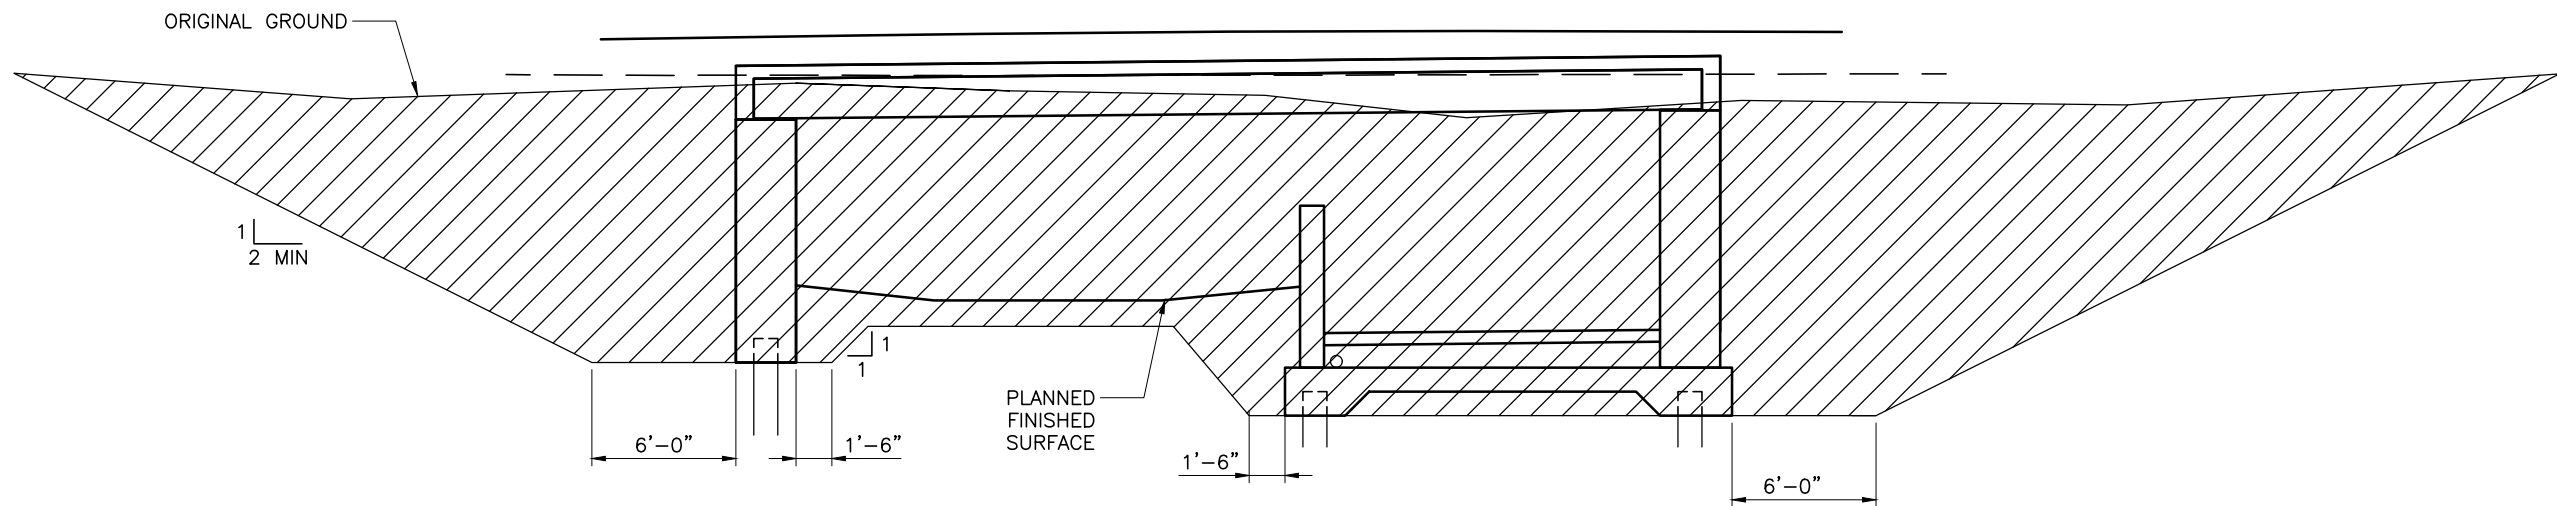 ORIGINAL GROUND
1
2 MIN
1
1
PLANNED
FINISHED
SURFACE
6'-0"
1'-6"
1'-6"
6'-0"